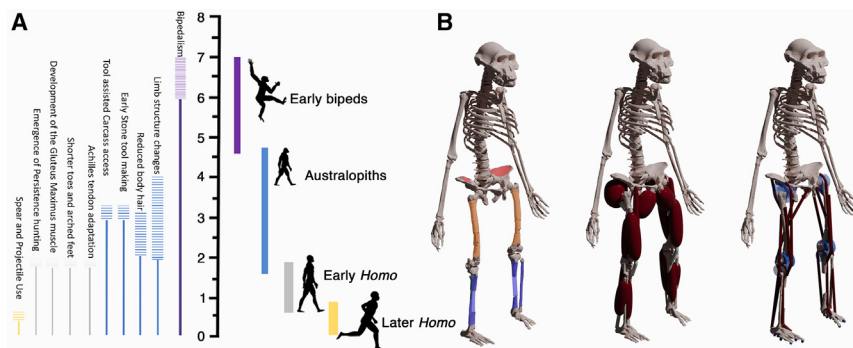 A
Spear and Projectile Use
Emergence of Persistence hunting
Development of the Gluteus Maximus muscle
Shorter toes and arched feet
Achilles tendon adaptation
Tool assisted Carcass access
Early Stone tool making
Reduced body hair
Limb structure changes
Bipedalism
8
7
6
5
4
3
2
1
0
Early bipeds
Australopiths
Early Homo
Later Homo
B